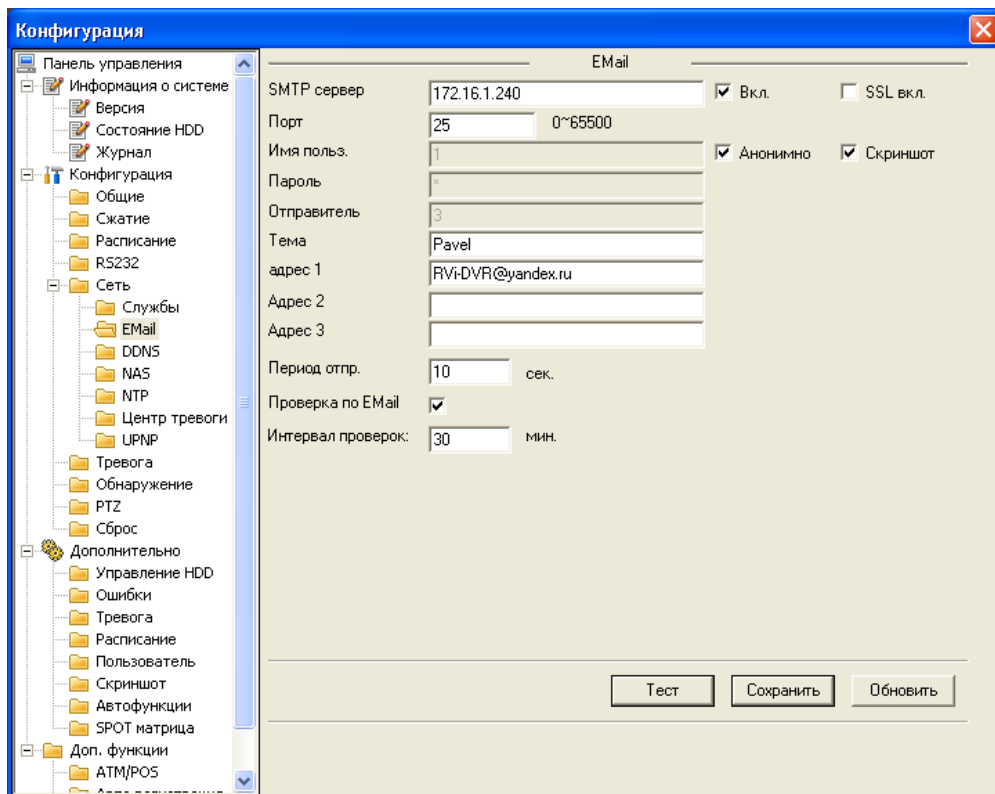 Конфигурация
Панель управления
Информация о системе
Версия
Состояние HDD
Журнал
Конфигурация
Общие
Сжатие
Расписание
RS232
Сеть
Службы
EMail
DDNS
NAS
NTP
Центр тревоги
UPNP
Тревога
Обнаружение
PTZ
Сброс
Дополнительно
Управление HDD
Ошибки
Тревога
Расписание
Пользователь
Скриншот
Автофункции
SPOT матрица
Доп. функции
ATM/POS
EMail
SMTP сервер 172.16.1.240 Вкл. SSL вкл.
Порт 25 0~65500
Имя польз. 1 Анонимно Скриншот
Пароль *
Отправитель 3
Тема Pavel
адрес 1 RVi-DVR@yandex.ru
Адрес 2
Адрес 3
Период отпр. 10 сек.
Проверка по EMail
Интервал проверок: 30 мин.
Тест Сохранить Обновить